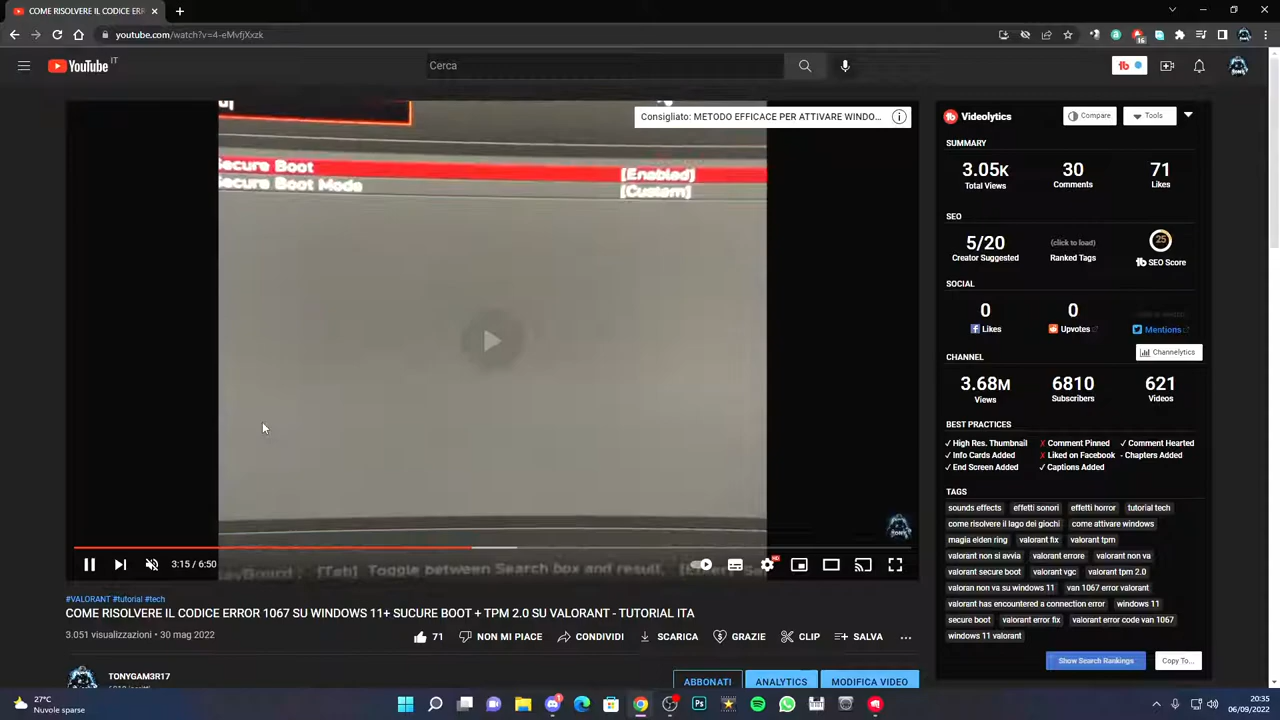 COME RISOLVERE IL CODICE ERR
youtube.com/watch?v=4-eMvfjXxzk
16
YouTube IT
Cerca
Consigliato: METODO EFFICACE PER ATTIVARE WINDO...
Secure Boot [Enabled]
Secure Boot Mode [Custom]
[Tab] Toggle between Search box and result,
3:15 / 6:50
HD
#VALORANT #tutorial #tech
COME RISOLVERE IL CODICE ERROR 1067 SU WINDOWS 11+ SUCURE BOOT + TPM 2.0 SU VALORANT - TUTORIAL ITA
3.051 visualizzazioni • 30 mag 2022
71 NON MI PIACE CONDIVIDI SCARICA GRAZIE CLIP SALVA ...
TONYGAM3R17
ABBONATI ANALYTICS MODIFICA VIDEO
Videolytics Compare Tools
SUMMARY
3.05K 30 71
Total Views Comments Likes
SEO
5/20 (click to load) 25
Creator Suggested Ranked Tags SEO Score
SOCIAL
0 0
Likes Upvotes Mentions
Channelytics
CHANNEL
3.68M 6810 621
Views Subscribers Videos
BEST PRACTICES
✓ High Res. Thumbnail ✗ Comment Pinned ✓ Comment Hearted
✓ Info Cards Added ✗ Liked on Facebook - Chapters Added
✓ End Screen Added ✓ Captions Added
TAGS
sounds effects effetti sonori effetti horror tutorial tech
come risolvere il lago dei giochi come attivare windows
magia elden ring valorant fix valorant tpm
valorant non si avvia valorant errore valorant non va
valorant secure boot valorant vgc valorant tpm 2.0
valoran non va su windows 11 van 1067 error valorant
valorant has encountered a connection error windows 11
secure boot valorant error fix valorant error code van 1067
windows 11 valorant
Show Search Rankings Copy To...
27°C
Nuvole sparse
20:35
06/09/2022